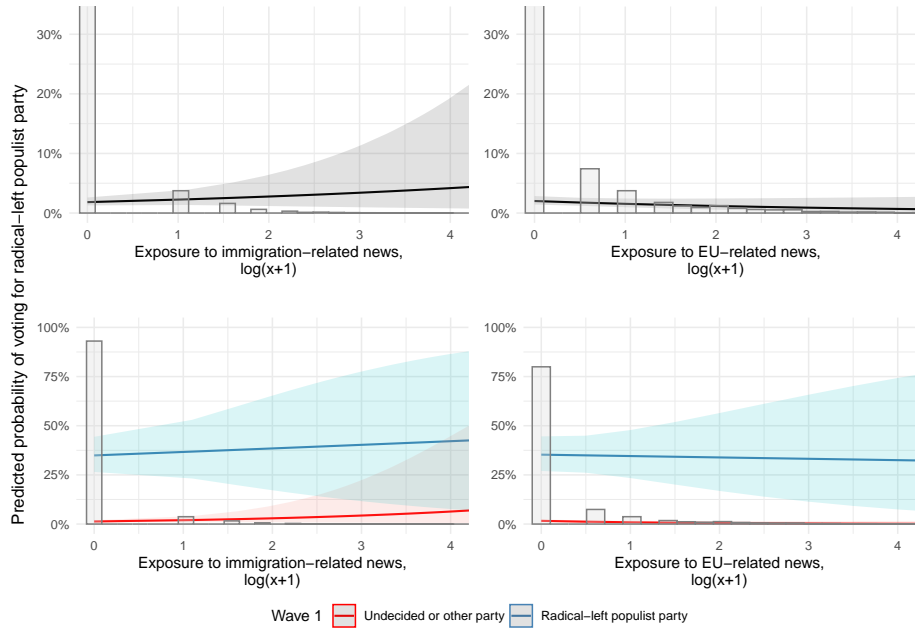 Predicted probability of voting for radical−left populist party
30%
20%
10%
0%
0 1 2 3 4
Exposure to immigration−related news,
log(x+1)
30%
20%
10%
0%
0 1 2 3 4
Exposure to EU−related news,
log(x+1)
100%
75%
50%
25%
0%
0 1 2 3 4
Exposure to immigration−related news,
log(x+1)
100%
75%
50%
25%
0%
0 1 2 3 4
Exposure to EU−related news,
log(x+1)
Wave 1 Undecided or other party Radical−left populist party